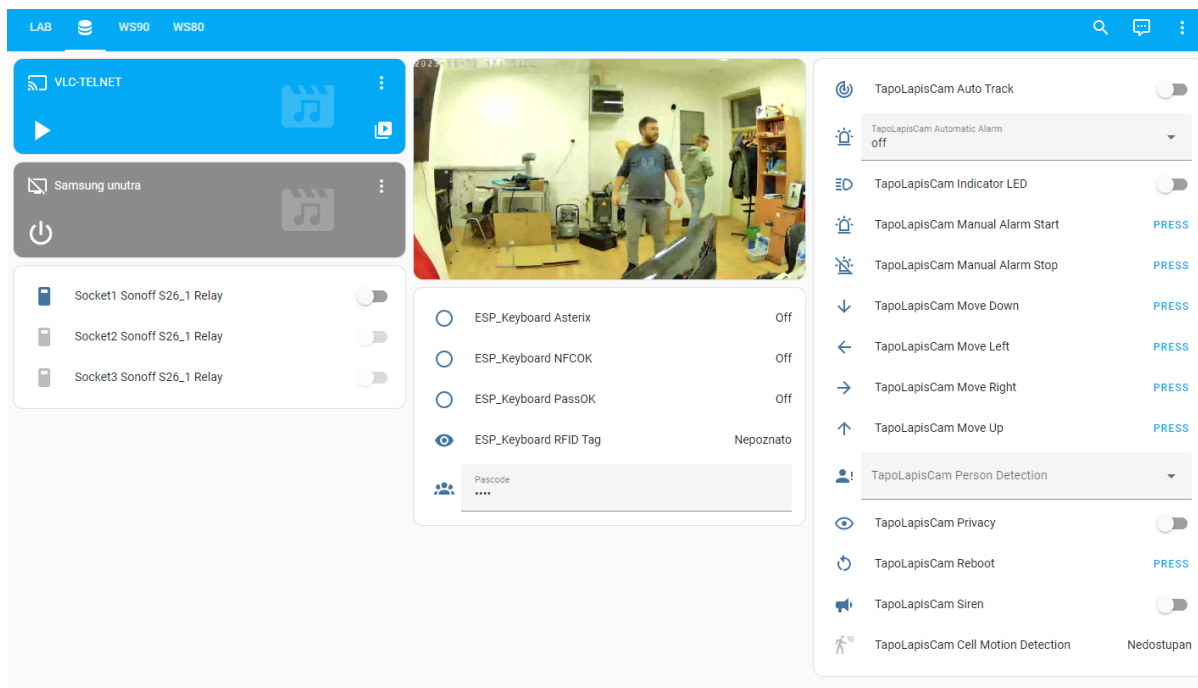 LAB WS90 WS80
VLC-TELNET
Samsung unutra
Socket1 Sonoff S26_1 Relay
Socket2 Sonoff S26_1 Relay
Socket3 Sonoff S26_1 Relay
ESP_Keyboard Asterix Off
ESP_Keyboard NFCOK Off
ESP_Keyboard PassOK Off
ESP_Keyboard RFID Tag Nepoznato
Pascode
••••
TapoLapisCam Auto Track
TapoLapisCam Automatic Alarm
off
TapoLapisCam Indicator LED
TapoLapisCam Manual Alarm Start PRESS
TapoLapisCam Manual Alarm Stop PRESS
TapoLapisCam Move Down PRESS
TapoLapisCam Move Left PRESS
TapoLapisCam Move Right PRESS
TapoLapisCam Move Up PRESS
TapoLapisCam Person Detection
TapoLapisCam Privacy
TapoLapisCam Reboot PRESS
TapoLapisCam Siren
TapoLapisCam Cell Motion Detection Nedostupan